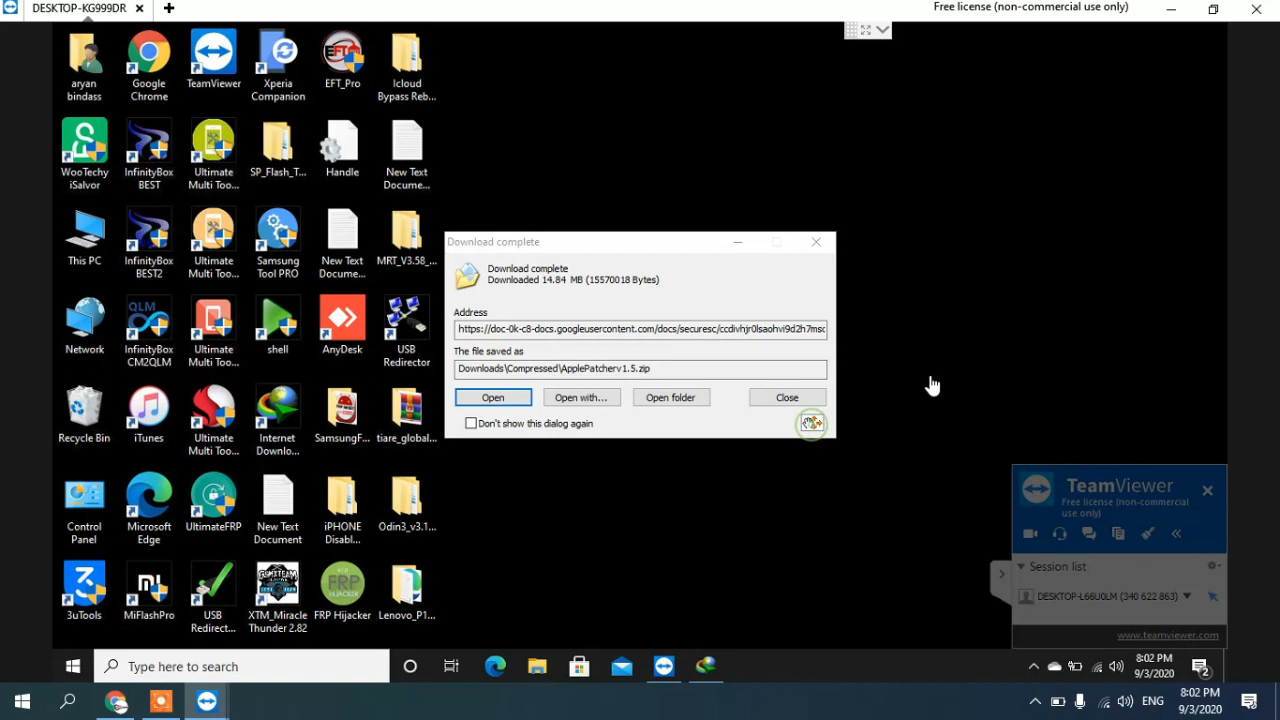 DESKTOP-KG999DR
Free license (non-commercial use only)
aryan bindass
Google Chrome
TeamViewer
Xperia Companion
EFT_Pro
Icloud Bypass Reb...
WooTechy iSalvor
InfinityBox BEST
Ultimate Multi Too...
SP_Flash_T...
Handle
New Text Docume...
This PC
InfinityBox BEST2
Ultimate Multi Too...
Samsung Tool PRO
New Text Docume...
MRT_V3.58_...
Network
InfinityBox CM2QLM
Ultimate Multi Too...
shell
AnyDesk
USB Redirector
Recycle Bin
iTunes
Ultimate Multi Too...
Internet Downlo...
SamsungF...
tiare_global...
Control Panel
Microsoft Edge
UltimateFRP
New Text Document
iPHONE Disabl...
Odin3_v3.1...
3uTools
MiFlashPro
USB Redirect...
XTM_Miracle Thunder 2.82
FRP Hijacker
Lenovo_P1...
Download complete
Download complete
Downloaded 14.84 MB (15570018 Bytes)
Address
https://doc-0k-c8-docs.googleusercontent.com/docs/securesc/ccdivhjr0lsaohvi9d2h7msc
The file saved as
Downloads\Compressed\ApplePatcherv1.5.zip
Open
Open with...
Open folder
Close
Don't show this dialog again
TeamViewer
Free license (non-commercial
use only)
Session list
DESKTOP-L66U0LM (340 622 863)
www.teamviewer.com
Type here to search
8:02 PM
9/3/2020
2
ENG
8:02 PM
9/3/2020